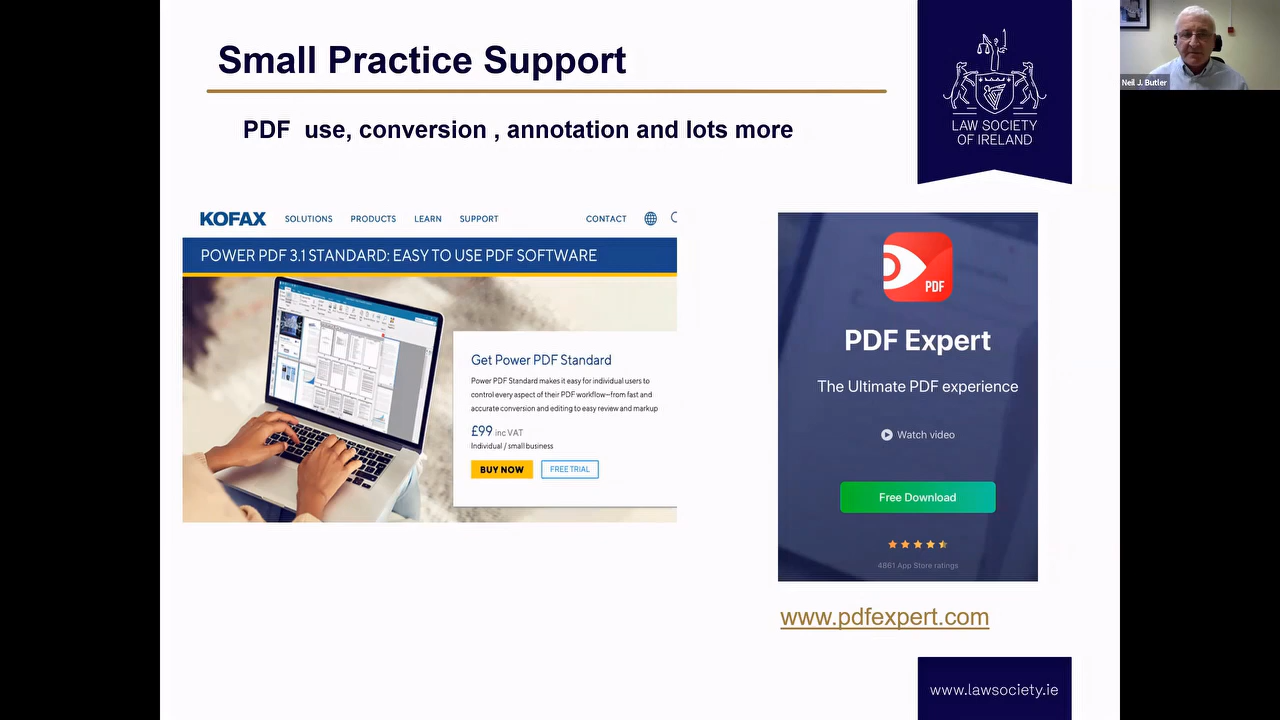 Small Practice Support
PDF use, conversion , annotation and lots more
LAW SOCIETY
OF IRELAND
Neil J. Butler
KOFAX
SOLUTIONS PRODUCTS LEARN SUPPORT CONTACT
POWER PDF 3.1 STANDARD: EASY TO USE PDF SOFTWARE
Get Power PDF Standard
Power PDF Standard makes it easy for individual users to
control every aspect of their PDF workflow—from fast and
accurate conversion and editing to easy review and markup
£99 inc VAT
Individual / small business
BUY NOW FREE TRIAL
PDF
PDF Expert
The Ultimate PDF experience
Watch video
Free Download
4861 App Store ratings
www.pdfexpert.com
www.lawsociety.ie